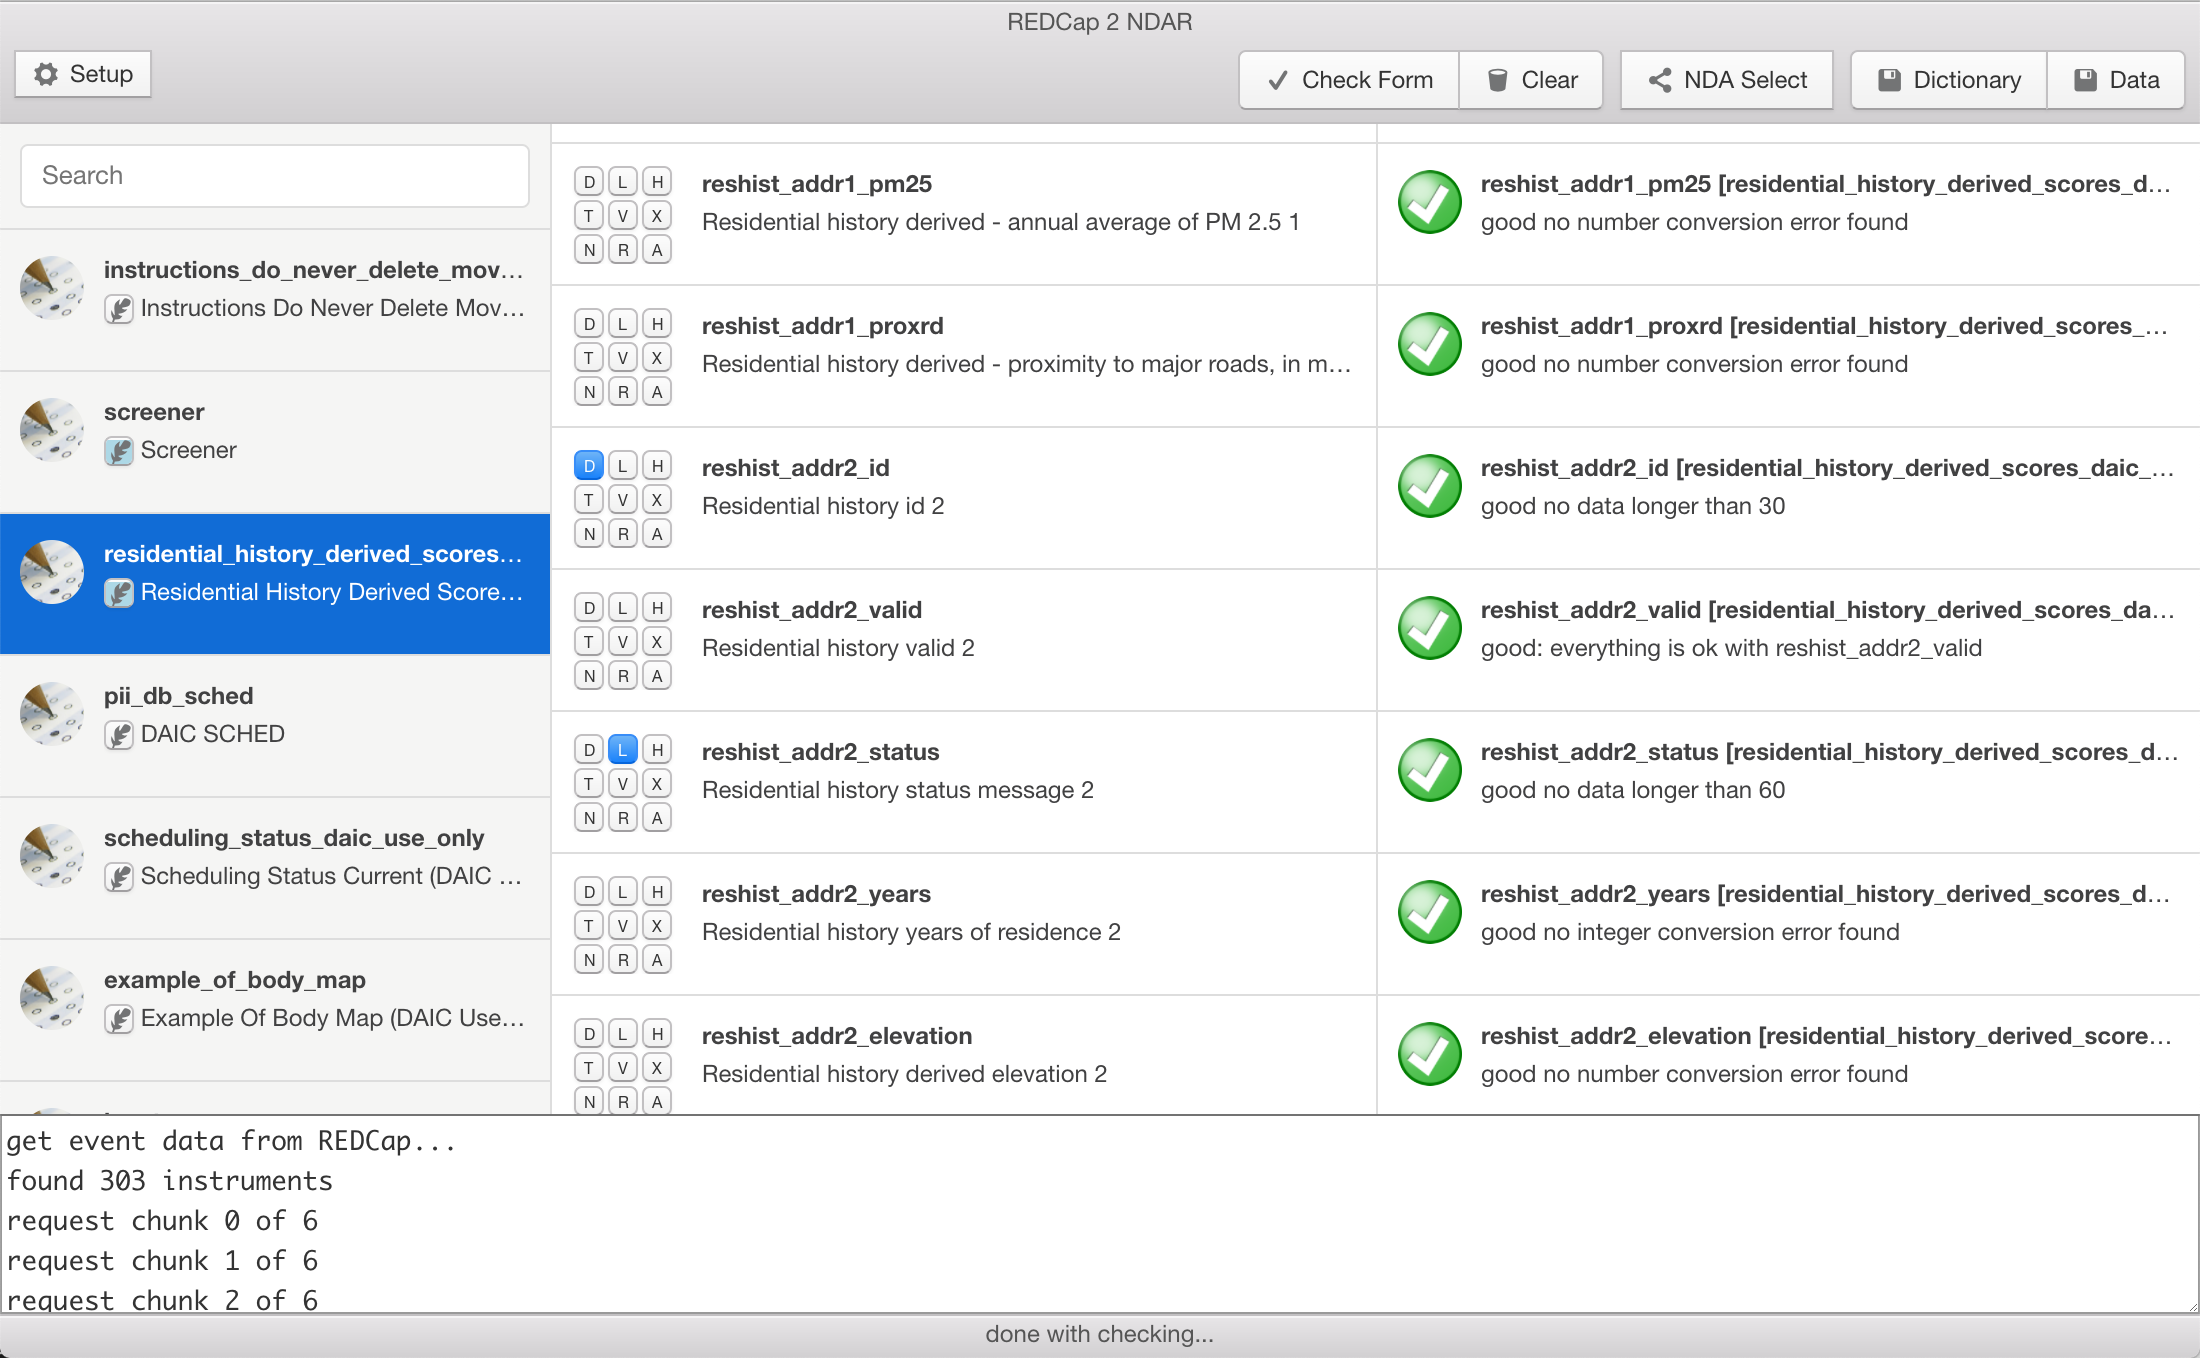 REDCap 2 NDAR
Setup
Check Form
Clear
NDA Select
Dictionary
Data
Search
instructions_do_never_delete_mov...
Instructions Do Never Delete Mov...
screener
Screener
residential_history_derived_scores...
Residential History Derived Score...
pii_db_sched
DAIC SCHED
scheduling_status_daic_use_only
Scheduling Status Current (DAIC ...
example_of_body_map
Example Of Body Map (DAIC Use...
D L H
T V X
N R A
reshist_addr1_pm25
Residential history derived - annual average of PM 2.5 1
D L H
T V X
N R A
reshist_addr1_proxrd
Residential history derived - proximity to major roads, in m...
D L H
T V X
N R A
reshist_addr2_id
Residential history id 2
D L H
T V X
N R A
reshist_addr2_valid
Residential history valid 2
D L H
T V X
N R A
reshist_addr2_status
Residential history status message 2
D L H
T V X
N R A
reshist_addr2_years
Residential history years of residence 2
D L H
T V X
N R A
reshist_addr2_elevation
Residential history derived elevation 2
reshist_addr1_pm25 [residential_history_derived_scores_d...
good no number conversion error found
reshist_addr1_proxrd [residential_history_derived_scores_...
good no number conversion error found
reshist_addr2_id [residential_history_derived_scores_daic_...
good no data longer than 30
reshist_addr2_valid [residential_history_derived_scores_da...
good: everything is ok with reshist_addr2_valid
reshist_addr2_status [residential_history_derived_scores_d...
good no data longer than 60
reshist_addr2_years [residential_history_derived_scores_d...
good no integer conversion error found
reshist_addr2_elevation [residential_history_derived_score...
good no number conversion error found
get event data from REDCap...
found 303 instruments
request chunk 0 of 6
request chunk 1 of 6
request chunk 2 of 6
done with checking...